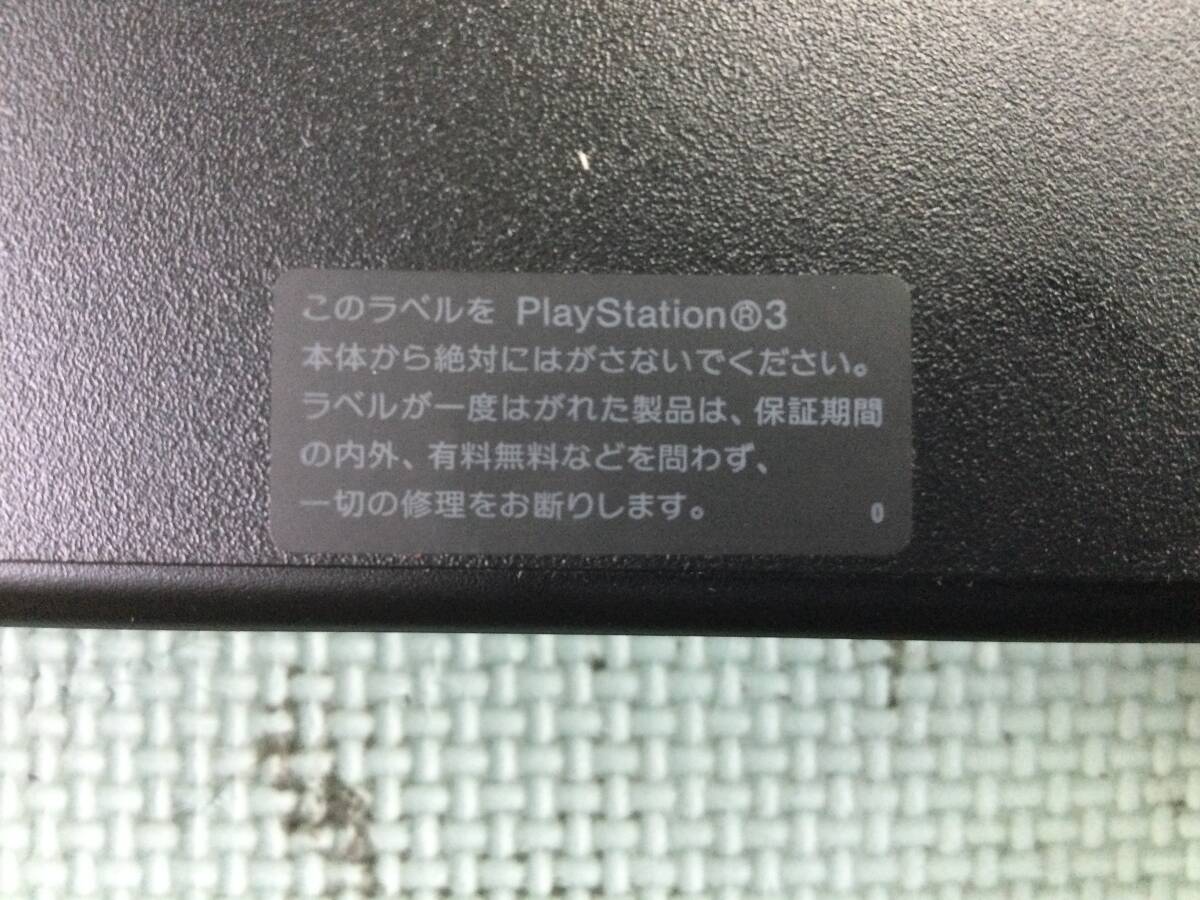 このラベルを PlayStation®3
本体から絶対にはがさないでください。
ラベルが一度はがれた製品は、保証期間
の内外、有料無料などを問わず、
一切の修理をお断りします。
0